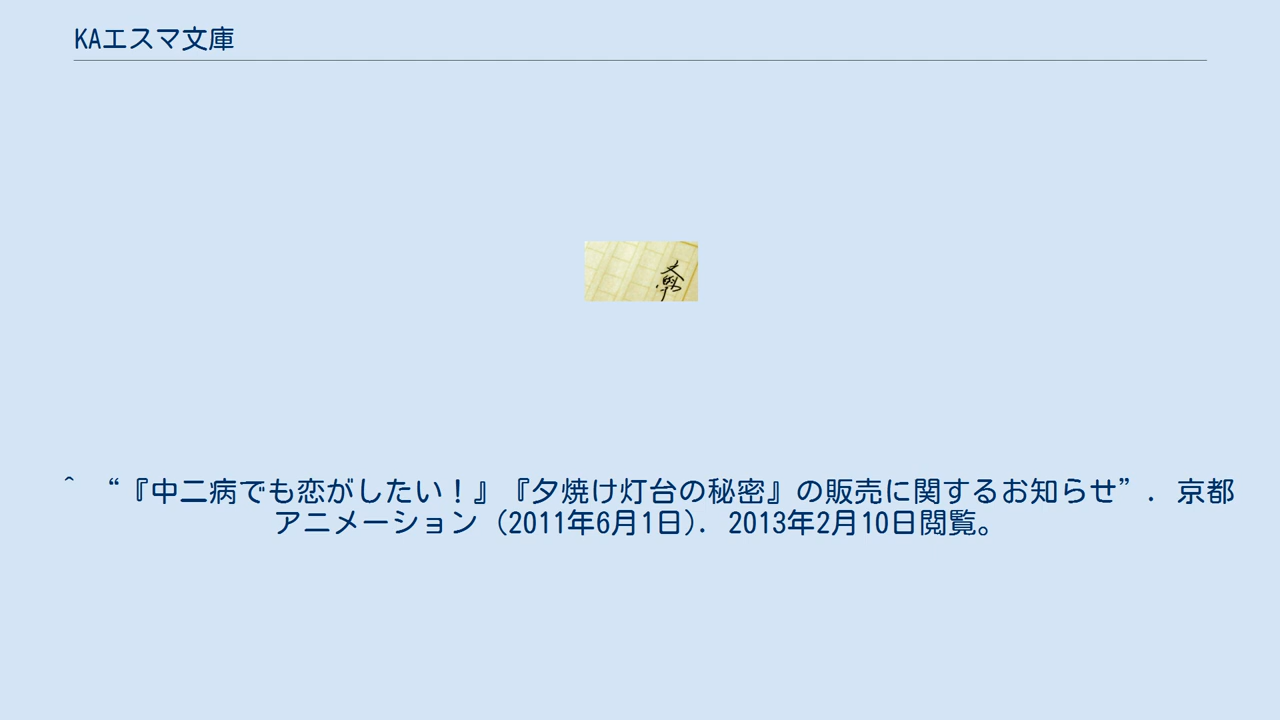 KAエスマ文庫
^ “『中二病でも恋がしたい！』『夕焼け灯台の秘密』の販売に関するお知らせ”. 京都
アニメーション (2011年6月1日). 2013年2月10日閲覧。